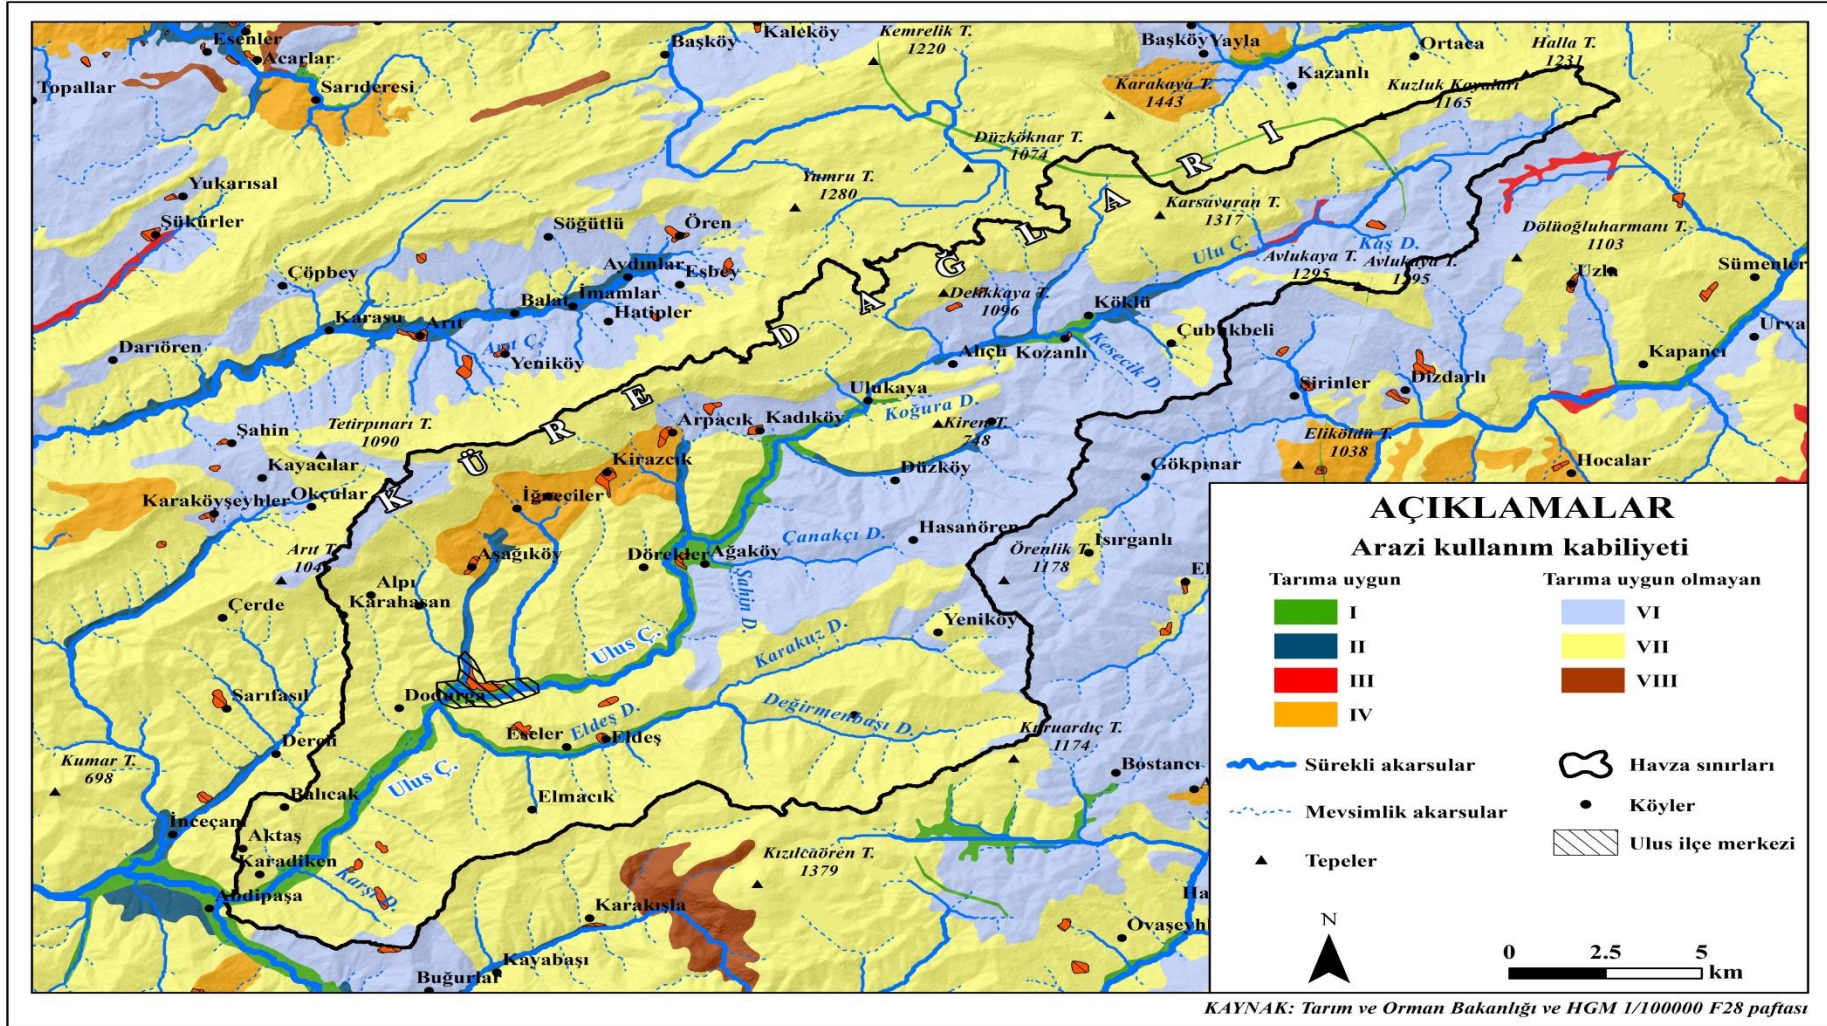 Esenler
Acarlar
Topallar
Sarıderesi
Başköy
Kaleköy
Kemrelik T.
1220
Başköy
Yayla
Ortaca
Halla T.
1231
Kazanlı
Karakaya T.
1443
Kuzluk Kayaları
1165
Düzköknar T.
1074
Yukarısal
Yumru T.
1280
Karsavuran T.
1317
Şükürler
Söğütlü
Ören
Dölüoğluharmanı T.
1103
Ulu Ç.
Kaş D.
Avlukaya T.
1295
Avlukaya T.
1295
Uzla
Sümenler
Çöpbey
Aydınlar
Eşbey
İmamlar
Balat
Hatipler
Delikkaya T.
1096
Köklü
Urva
Karasu
Arıt
Arıt Ç.
Yeniköy
Darıören
Alıçlı
Kozanlı
Kesecik D.
Çubukbeli
Kapancı
Şirinler
Dizdarlı
Ulukaya
Koğura D.
Kiren T.
748
Tetirpınarı T.
1090
Şahin
Arpacık
Kadıköy
Eliköldü T.
1038
Hocalar
Kayacılar
Okçular
Karaköyşeyhler
Kirazcık
Düzköy
Gökpınar
İğneciler
KÜRE DAĞLARI
Hasanören
Çanakçı D.
Arıt T.
104
Aşağıköy
Dörekler
Ağaköy
Isırganlı
Örenlik T.
1178
Şahin D.
Alpı
Karahasan
Çerde
Yeniköy
Ulus Ç.
Karakuz D.
Sarıfasıl
Dodurga
Değirmenbaşı D.
Eldeş D.
Eseler
Eldeş
Kuruardıç T.
1174
Dereli
Kumar T.
698
Ulus Ç.
Bostancı
Balıcak
Elmacık
İnceçam
Aktaş
Karadiken
Karşı D.
Kızılcaören T.
1379
Abdipaşa
Karakışla
Ovaşeyh
Kayabaşı
Buğurlar
AÇIKLAMALAR
Arazi kullanım kabiliyeti
Tarıma uygun
Tarıma uygun olmayan
I
II
III
IV
VI
VII
VIII
Sürekli akarsular
Mevsimlik akarsular
Tepeler
Havza sınırları
Köyler
Ulus ilçe merkezi
N
0 2.5 5
km
KAYNAK: Tarım ve Orman Bakanlığı ve HGM 1/100000 F28 paftası